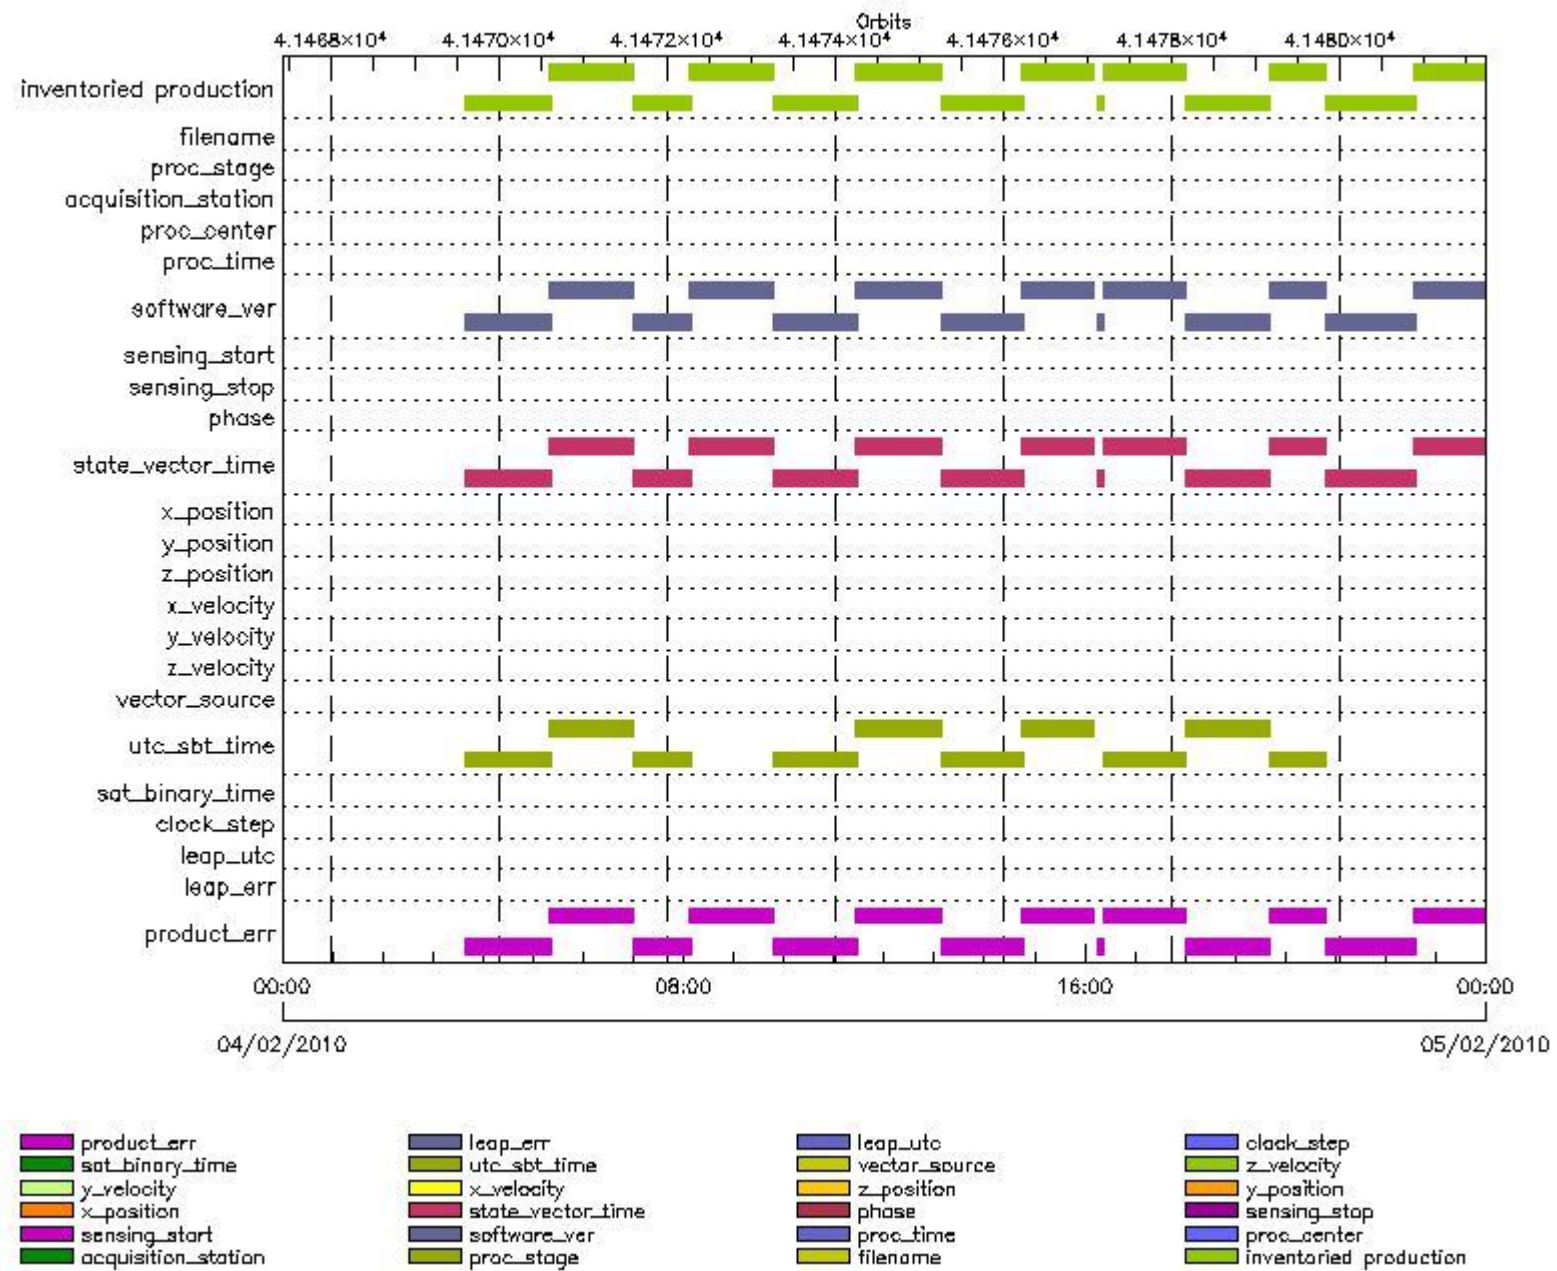 Orbits
4.1468×10⁴ 4.1470×10⁴ 4.1472×10⁴ 4.1474×10⁴ 4.1476×10⁴ 4.1478×10⁴ 4.1480×10⁴
inventoried production
filename
proc_stage
acquisition_station
proc_center
proc_time
software_ver
sensing_start
sensing_stop
phase
state_vector_time
x_position
y_position
z_position
x_velocity
y_velocity
z_velocity
vector_source
utc_sbt_time
sat_binary_time
clock_step
leap_utc
leap_err
product_err
00:00 08:00 16:00 00:00
04/02/2010 05/02/2010
product_err leap_err leap_utc clock_step
sat_binary_time utc_sbt_time vector_source z_velocity
y_velocity x_velocity z_position y_position
x_position state_vector_time phase sensing_stop
sensing_start software_ver proc_time proc_center
acquisition_station proc_stage filename inventoried production